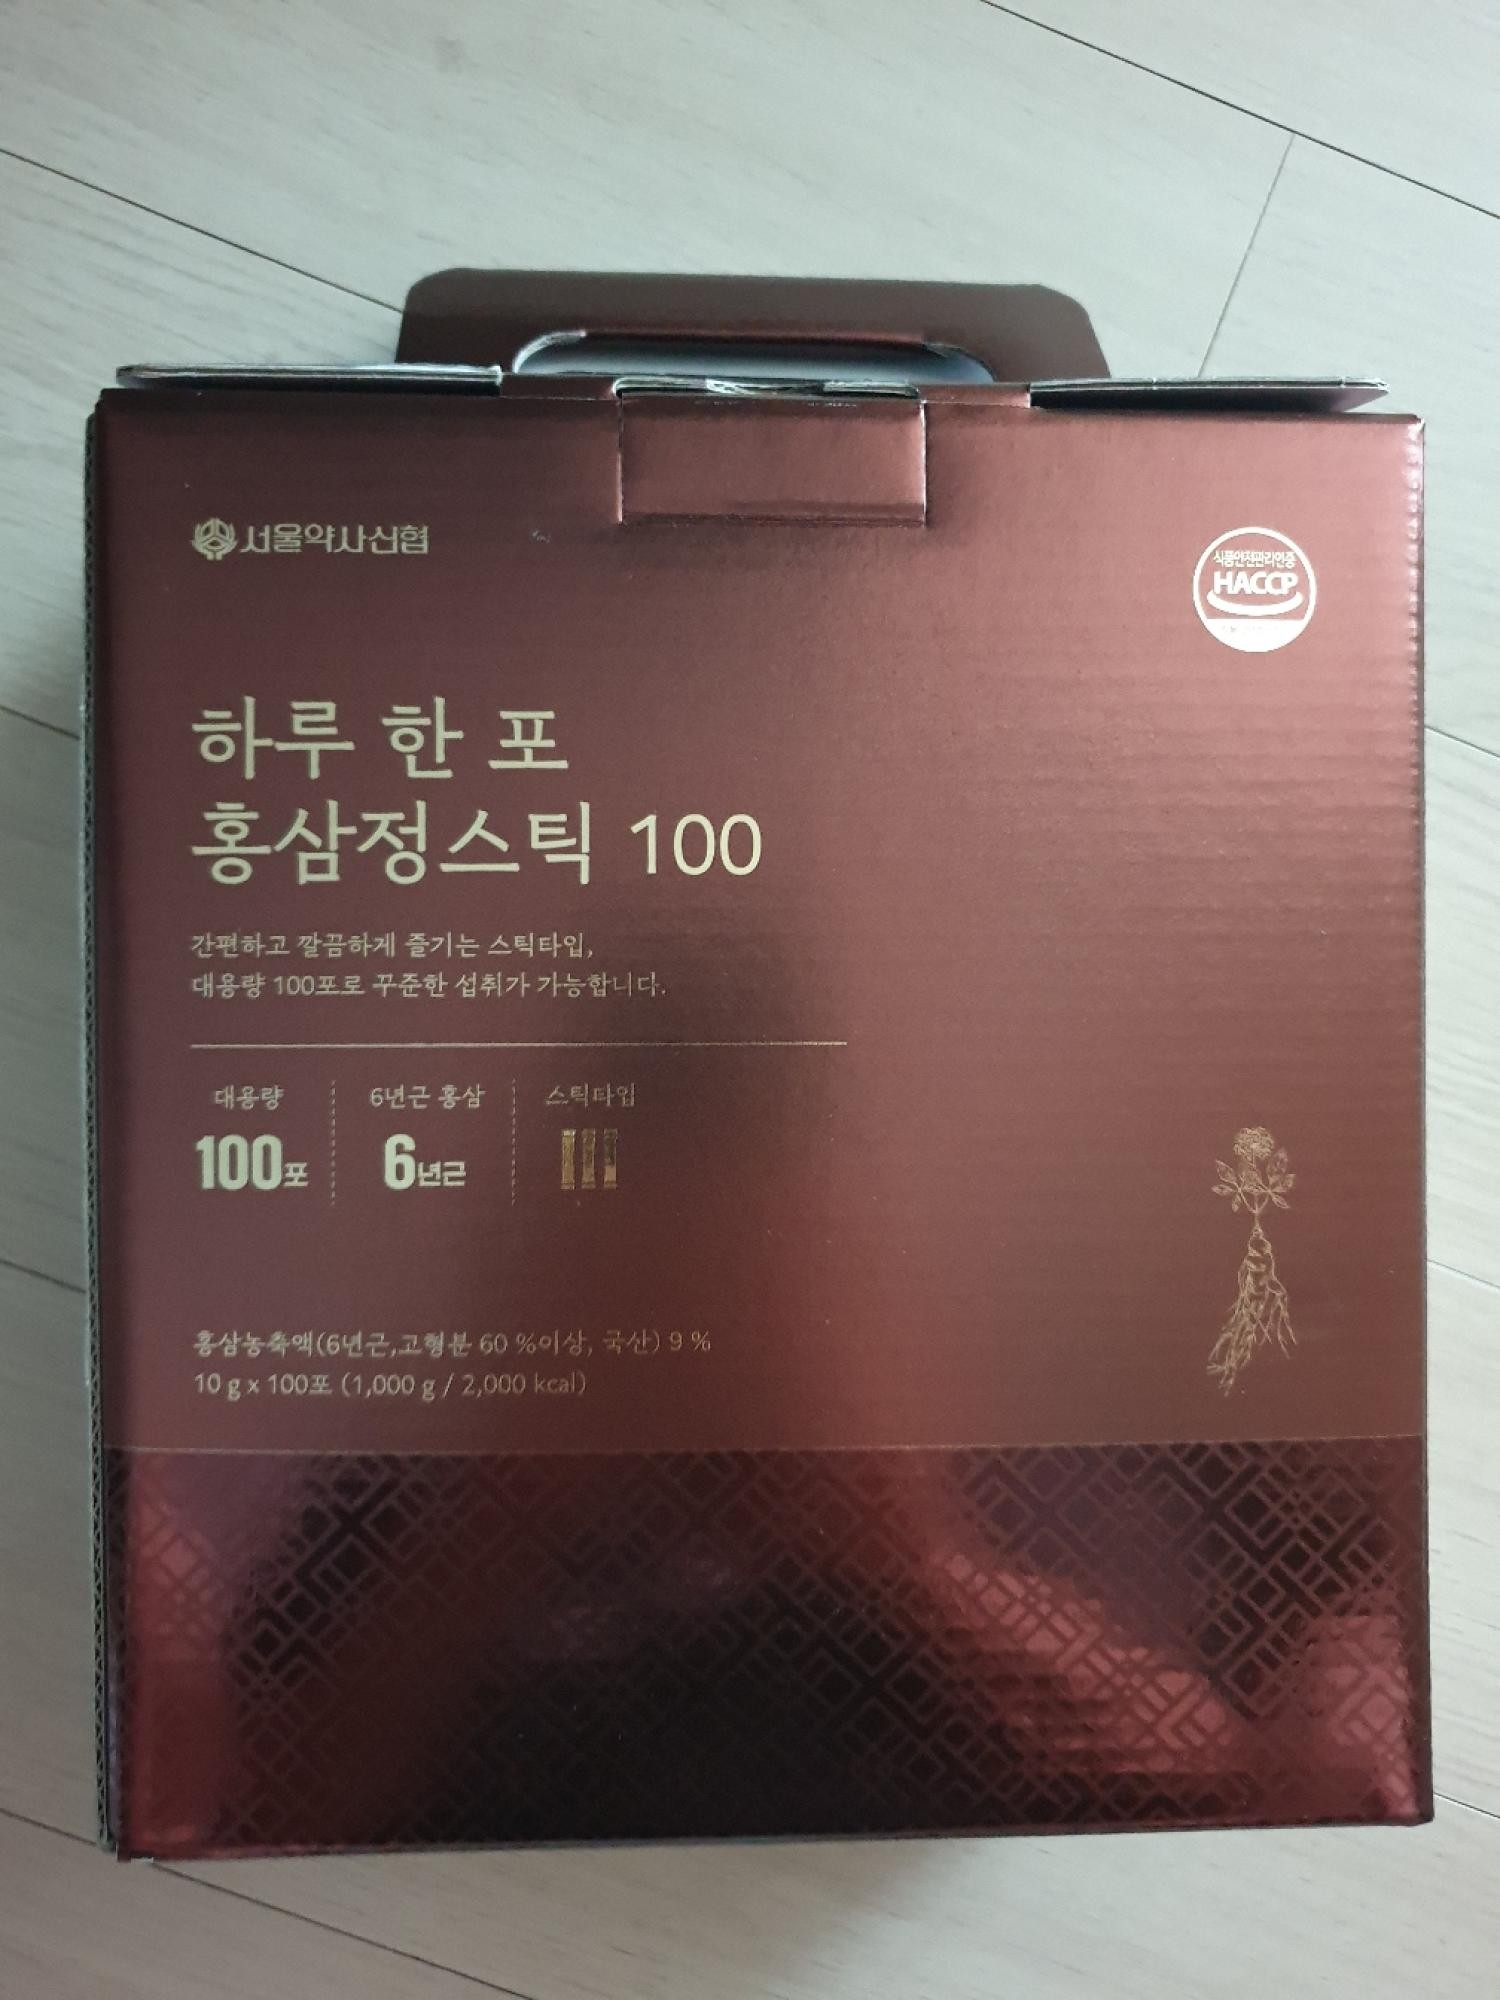 서울약사신협
식품안전관리인증
HACCP
하루 한 포
홍삼정스틱 100
간편하고 깔끔하게 즐기는 스틱타입,
대용량 100포로 꾸준한 섭취가 가능합니다.
대용량
100포
6년근 홍삼
6년근
스틱타입
홍삼농축액(6년근,고형분 60 %이상, 국산) 9 %
10 g x 100포 (1,000 g / 2,000 kcal)